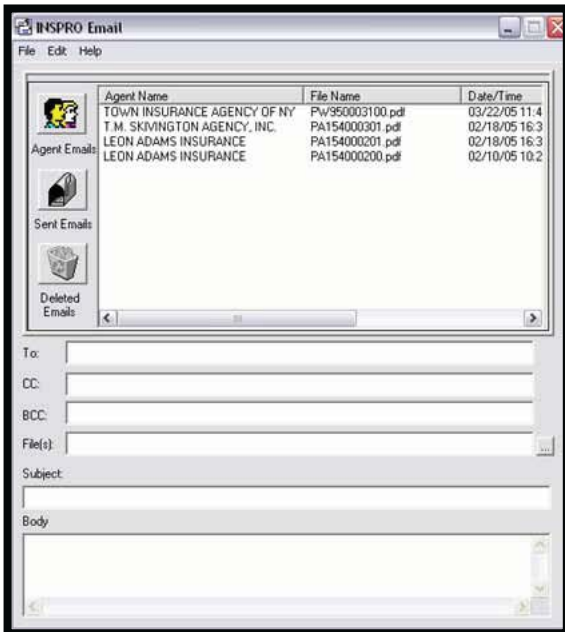 INSPRO Email
File Edit Help
Agent Name File Name Date/Time
TOWN INSURANCE AGENCY OF NY PW950003100.pdf 03/22/05 11:4
T.M. SKIVINGTON AGENCY, INC. PA154000301.pdf 02/18/05 16:3
LEON ADAMS INSURANCE PA154000201.pdf 02/18/05 16:3
LEON ADAMS INSURANCE PA154000200.pdf 02/10/05 10:2
Agent Emails
Sent Emails
Deleted
Emails
To:
CC:
BCC:
File(s):
...
Subject:
Body